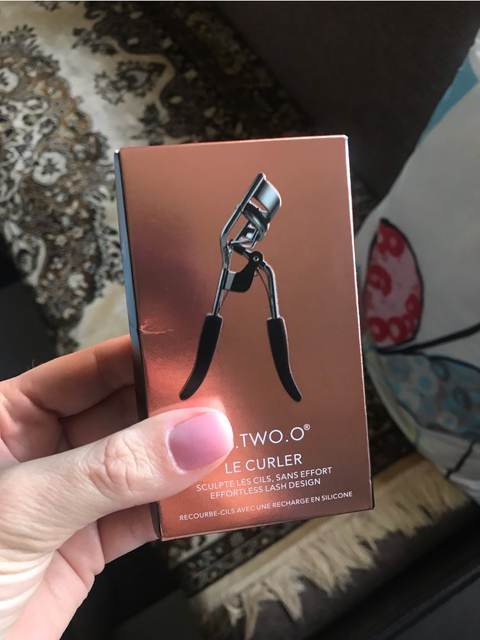 .TWO.O®
LE CURLER
SCULPTE LES CILS, SANS EFFORT
EFFORTLESS LASH DESIGN
RECOURBE-CILS AVEC UNE RECHARGE EN SILICONE